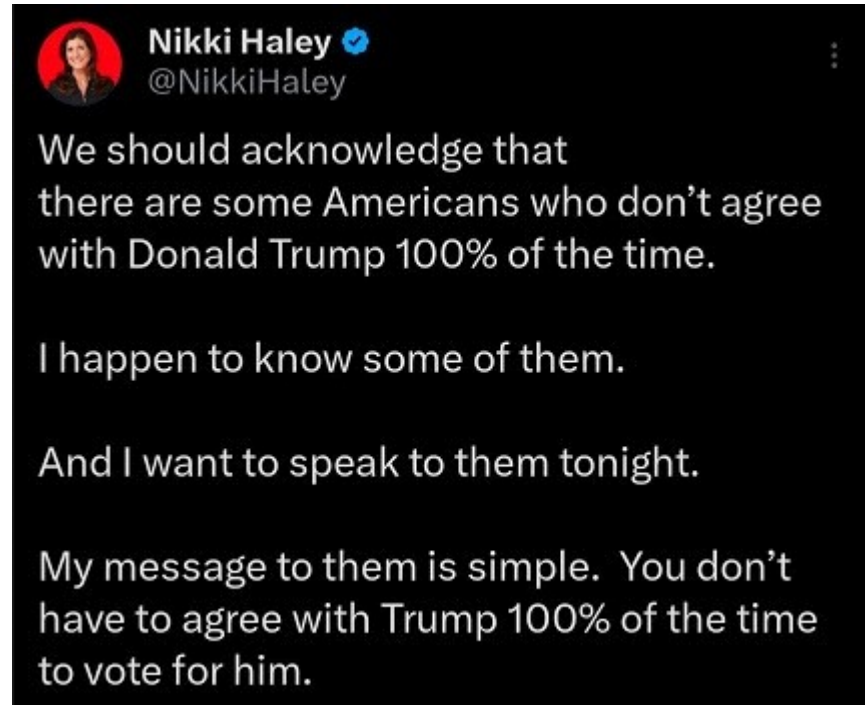 Nikki Haley
@NikkiHaley
We should acknowledge that
there are some Americans who don’t agree
with Donald Trump 100% of the time.
I happen to know some of them.
And I want to speak to them tonight.
My message to them is simple.  You don’t
have to agree with Trump 100% of the time
to vote for him.